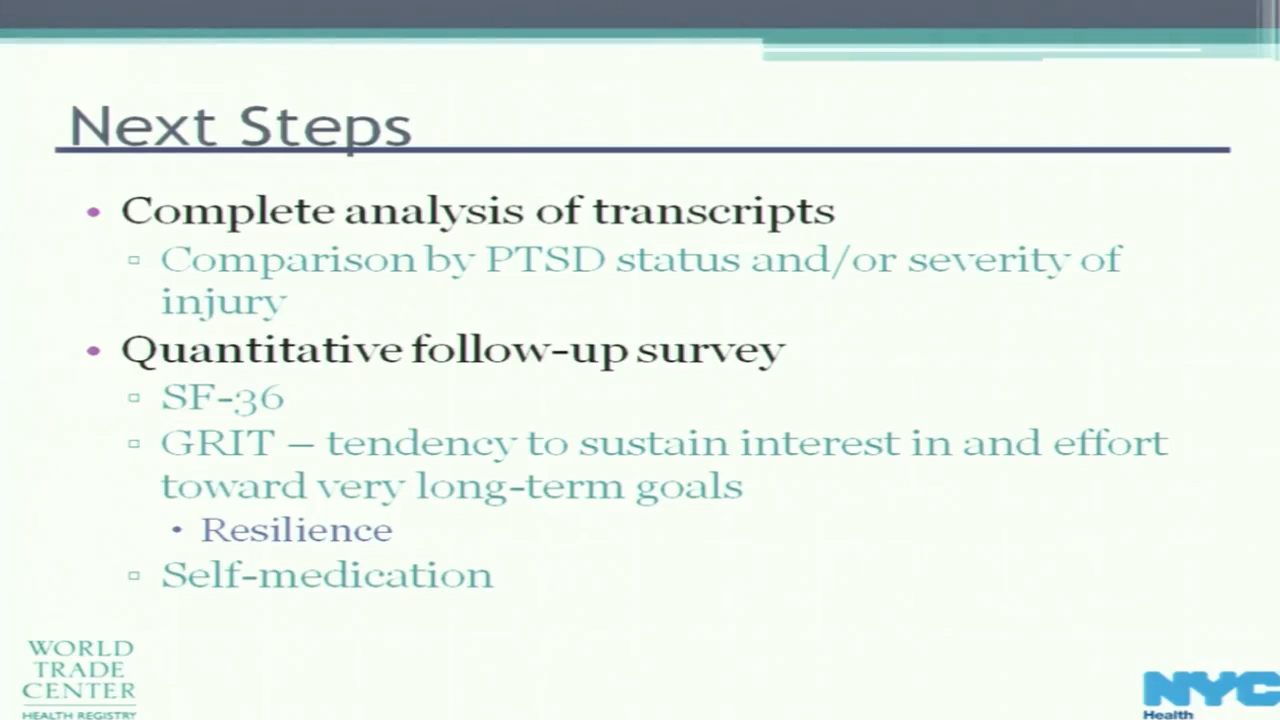 Next Steps
• Complete analysis of transcripts
▫ Comparison by PTSD status and/or severity of
injury
• Quantitative follow-up survey
▫ SF-36
▫ GRIT – tendency to sustain interest in and effort
toward very long-term goals
• Resilience
▫ Self-medication
WORLD
TRADE
CENTER
HEALTH REGISTRY
NYC
Health